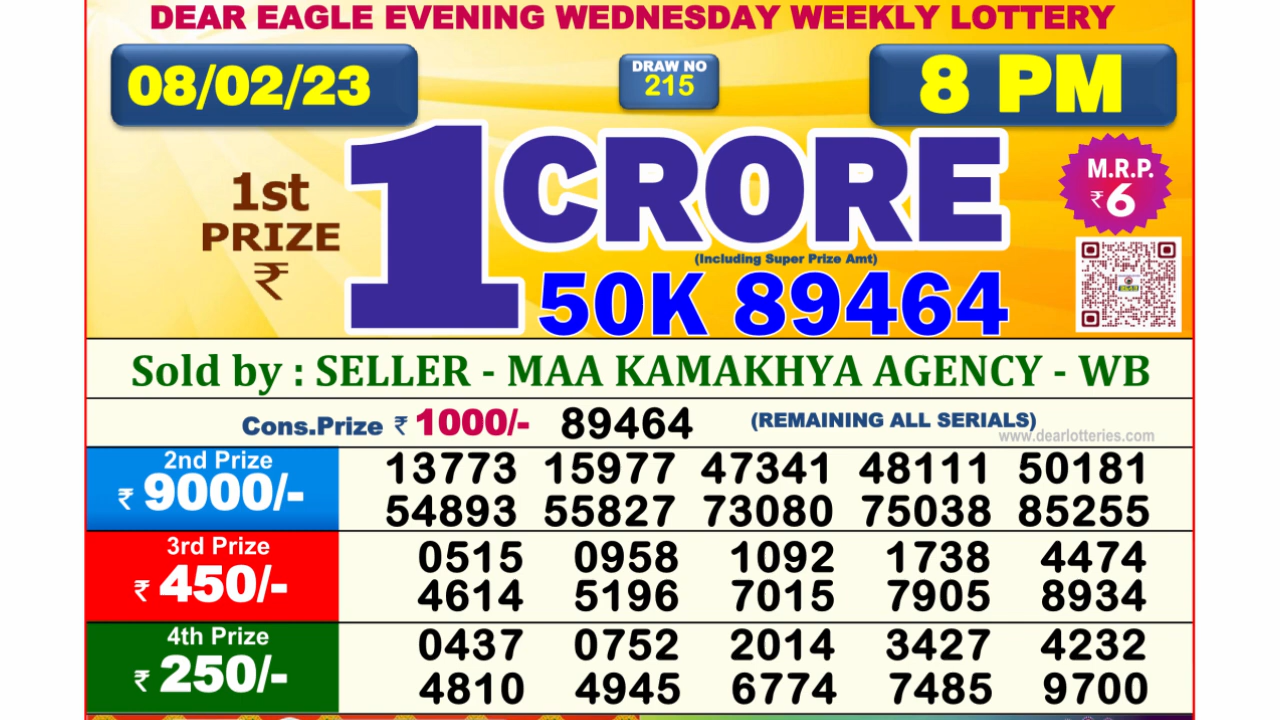 DEAR EAGLE EVENING WEDNESDAY WEEKLY LOTTERY
08/02/23
DRAW NO
215
8 PM
1st
PRIZE
₹
1 CRORE
(Including Super Prize Amt)
M.R.P.
₹ 6
50K 89464
Sold by : SELLER - MAA KAMAKHYA AGENCY - WB
Cons.Prize ₹ 1000/- 89464 (REMAINING ALL SERIALS)
www.dearlotteries.com
2nd Prize
₹ 9000/-
13773 15977 47341 48111 50181
54893 55827 73080 75038 85255
3rd Prize
₹ 450/-
0515 0958 1092 1738 4474
4614 5196 7015 7905 8934
4th Prize
₹ 250/-
0437 0752 2014 3427 4232
4810 4945 6774 7485 9700